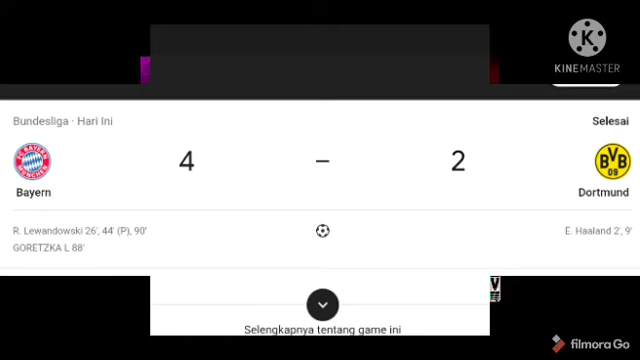 KINEMASTER
Bundesliga · Hari Ini
Selesai
4 – 2
Bayern
Dortmund
R. Lewandowski 26', 44' (P), 90'
E. Haaland 2', 9'
GORETZKA L 88'
Selengkapnya tentang game ini
filmora Go